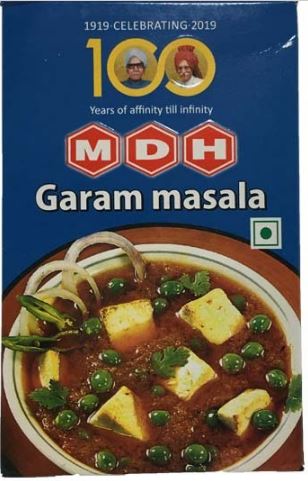 1919·CELEBRATING·2019
100
Years of affinity till infinity
MDH
Garam masala